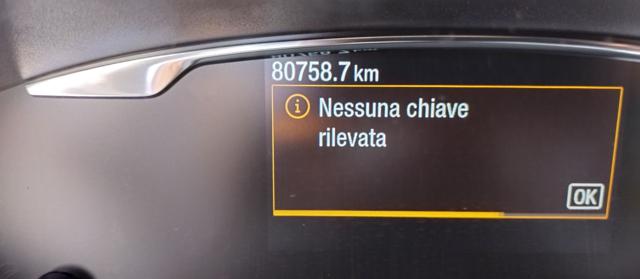 80758.7 km
Nessuna chiave
rilevata
OK